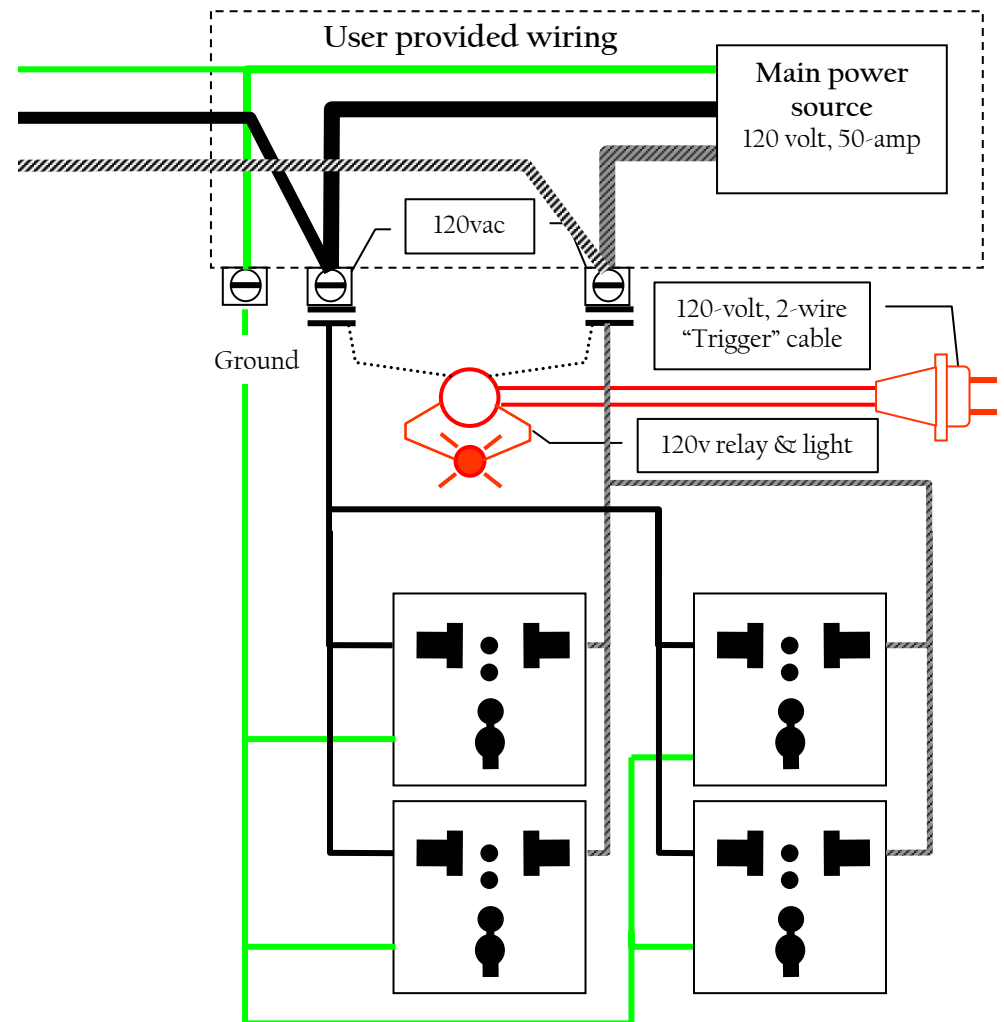 User provided wiring
Main power
source
120 volt, 50-amp
120vac
120-volt, 2-wire
“Trigger” cable
Ground
120v relay & light